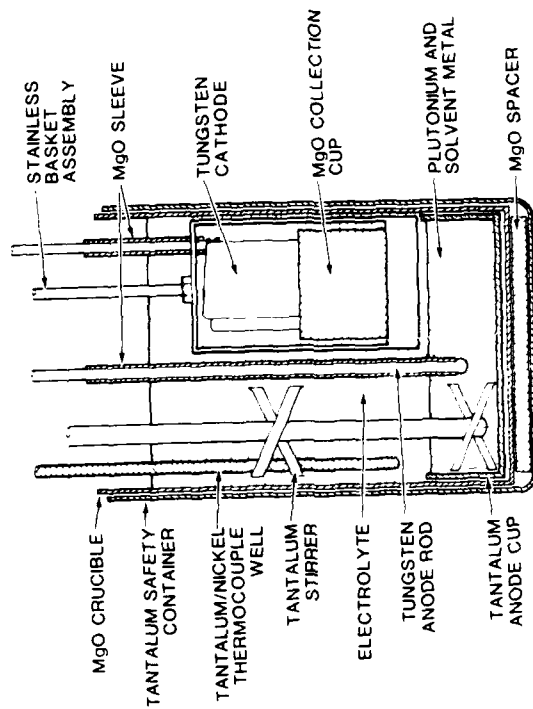 STAINLESS
BASKET
ASSEMBLY
MgO SLEEVE
TUNGSTEN
CATHODE
MgO COLLECTION
CUP
PLUTONIUM AND
SOLVENT METAL
MgO SPACER
MgO CRUCIBLE
TANTALUM SAFETY
CONTAINER
TANTALUM/NICKEL
THERMOCOUPLE
WELL
TANTALUM
STIRRER
ELECTROLYTE
TUNGSTEN
ANODE ROD
TANTALUM
ANODE CUP